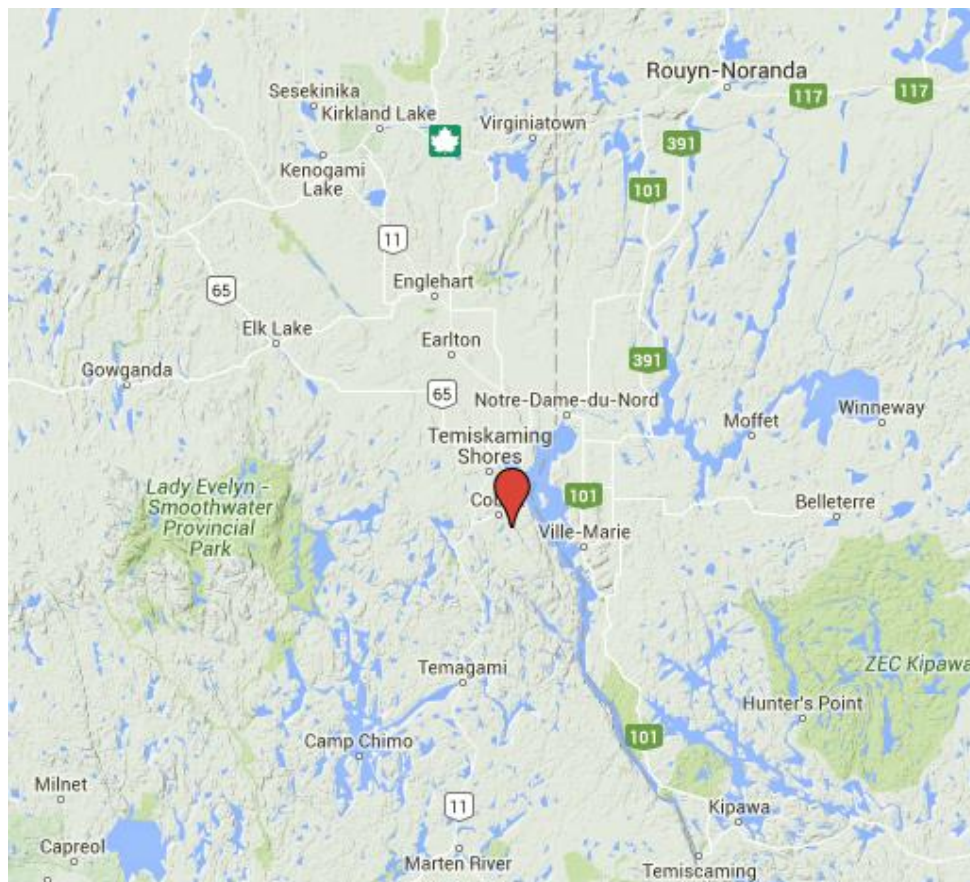 Rouyn-Noranda
117
117
Sesekinika
Kirkland Lake
Virginiatown
391
Kenogami
Lake
101
11
Englehart
65
Elk Lake
Earlton
391
Gowganda
65
Notre-Dame-du-Nord
Moffet
Winneway
Temiskaming
Shores
Lady Evelyn -
Smoothwater
Provincial
Park
101
Belleterre
Ville-Marie
Temagami
ZEC Kipawa
Hunter's Point
101
Camp Chimo
Milnet
11
Kipawa
Capreol
Marten River
Temiscaming